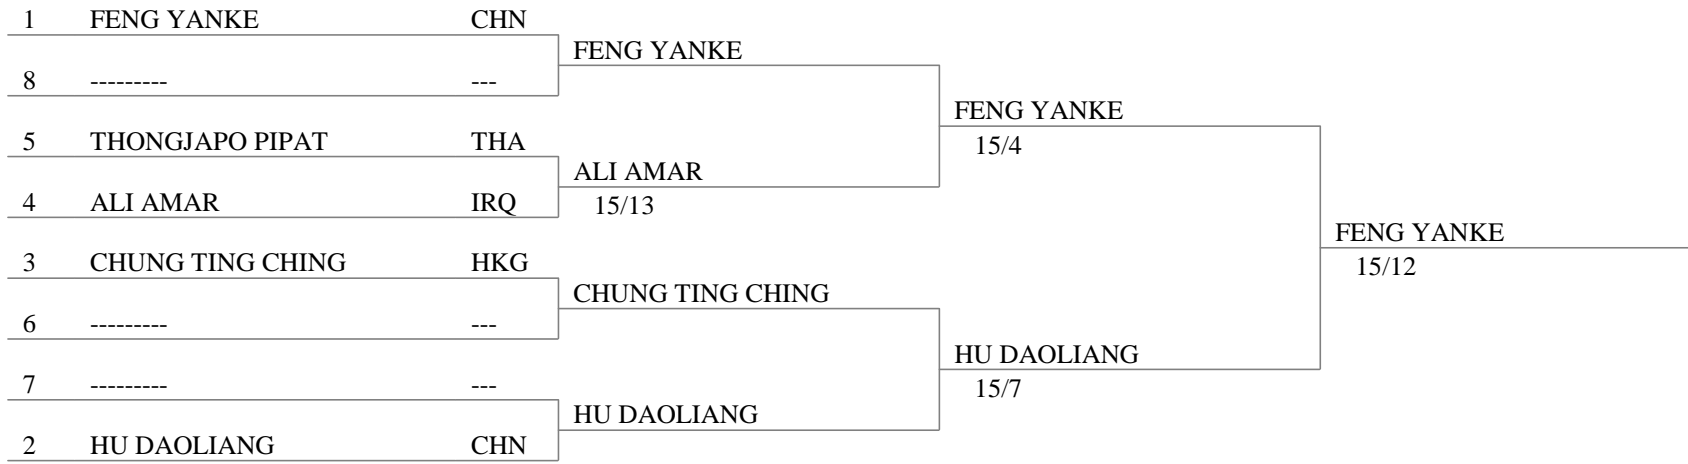 1 FENG YANKE CHN
FENG YANKE
8 --------- ---
FENG YANKE
15/4
5 THONGJAPO PIPAT THA
ALI AMAR
15/13
4 ALI AMAR IRQ
FENG YANKE
15/12
3 CHUNG TING CHING HKG
CHUNG TING CHING
6 --------- ---
HU DAOLIANG
15/7
7 --------- ---
HU DAOLIANG
2 HU DAOLIANG CHN